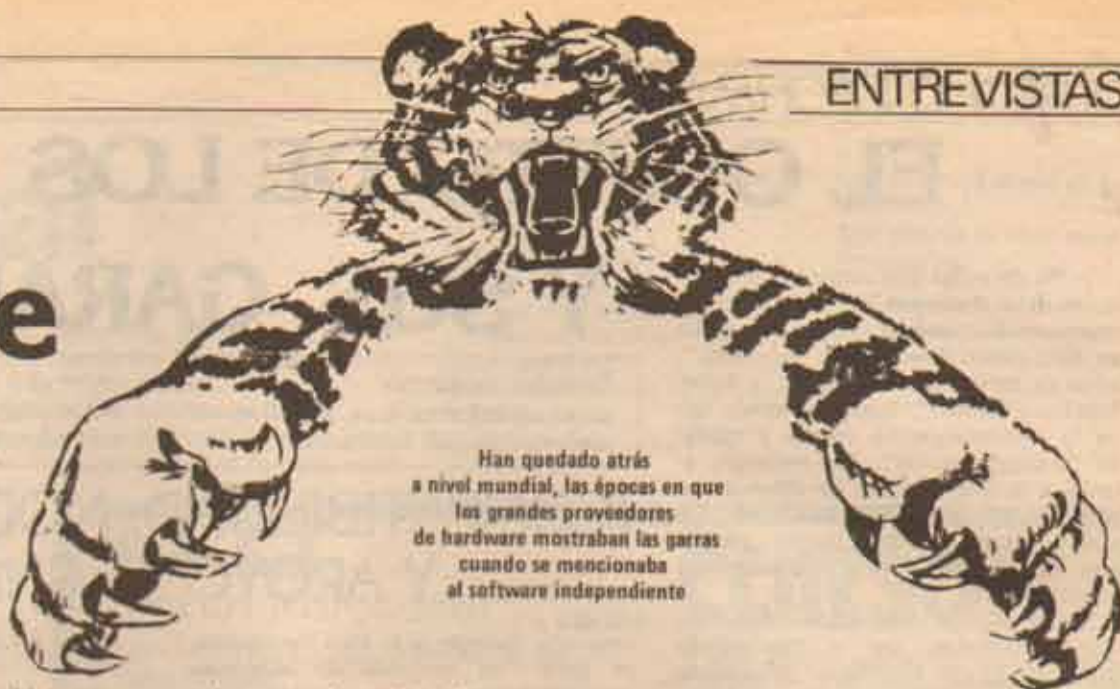 ENTREVISTAS
e
Han quedado atrás
a nivel mundial, las épocas en que
los grandes proveedores
de hardware mostraban las garras
cuando se mencionaba
al software independiente